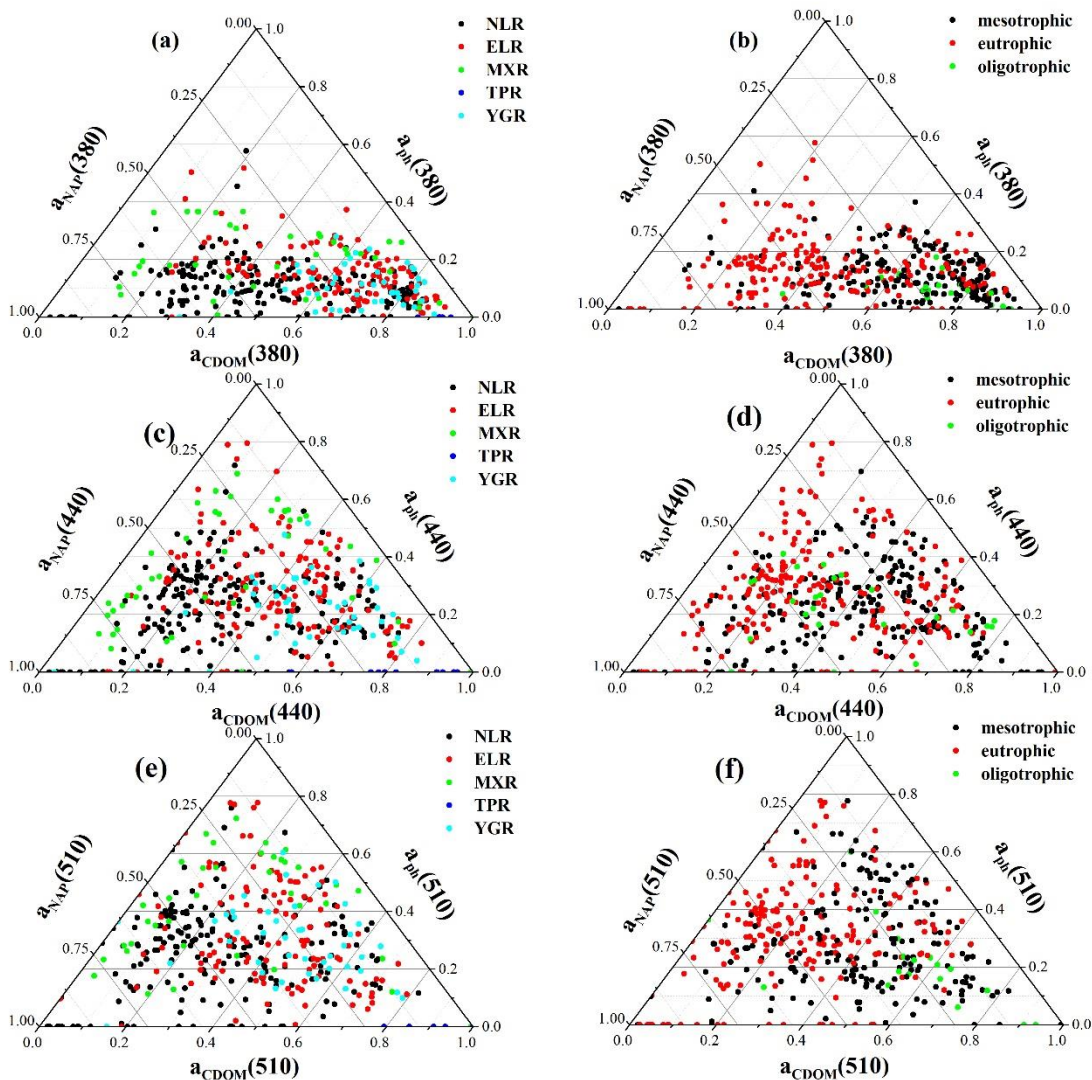 (a)
NLR
ELR
MXR
TPR
YGR
0.00
1.0
0.25
0.8
0.50
0.6
0.75
0.4
1.00
0.2
0.0
0.0
0.2
0.4
0.6
0.8
1.0
aNAP(380)
aph(380)
aCDOM(380)
(b)
mesotrophic
eutrophic
oligotrophic
0.00
1.0
0.25
0.8
0.50
0.6
0.75
0.4
1.00
0.2
0.0
0.0
0.2
0.4
0.6
0.8
1.0
aNAP(380)
aph(380)
aCDOM(380)
(c)
NLR
ELR
MXR
TPR
YGR
0.00
1.0
0.25
0.8
0.50
0.6
0.75
0.4
1.00
0.2
0.0
0.0
0.2
0.4
0.6
0.8
1.0
aNAP(440)
aph(440)
aCDOM(440)
(d)
mesotrophic
eutrophic
oligotrophic
0.00
1.0
0.25
0.8
0.50
0.6
0.75
0.4
1.00
0.2
0.0
0.0
0.2
0.4
0.6
0.8
1.0
aNAP(440)
aph(440)
aCDOM(440)
(e)
NLR
ELR
MXR
TPR
YGR
0.00
1.0
0.25
0.8
0.50
0.6
0.75
0.4
1.00
0.2
0.0
0.0
0.2
0.4
0.6
0.8
1.0
aNAP(510)
aph(510)
aCDOM(510)
(f)
mesotrophic
eutrophic
oligotrophic
0.00
1.0
0.25
0.8
0.50
0.6
0.75
0.4
1.00
0.2
0.0
0.0
0.2
0.4
0.6
0.8
1.0
aNAP(510)
aph(510)
aCDOM(510)